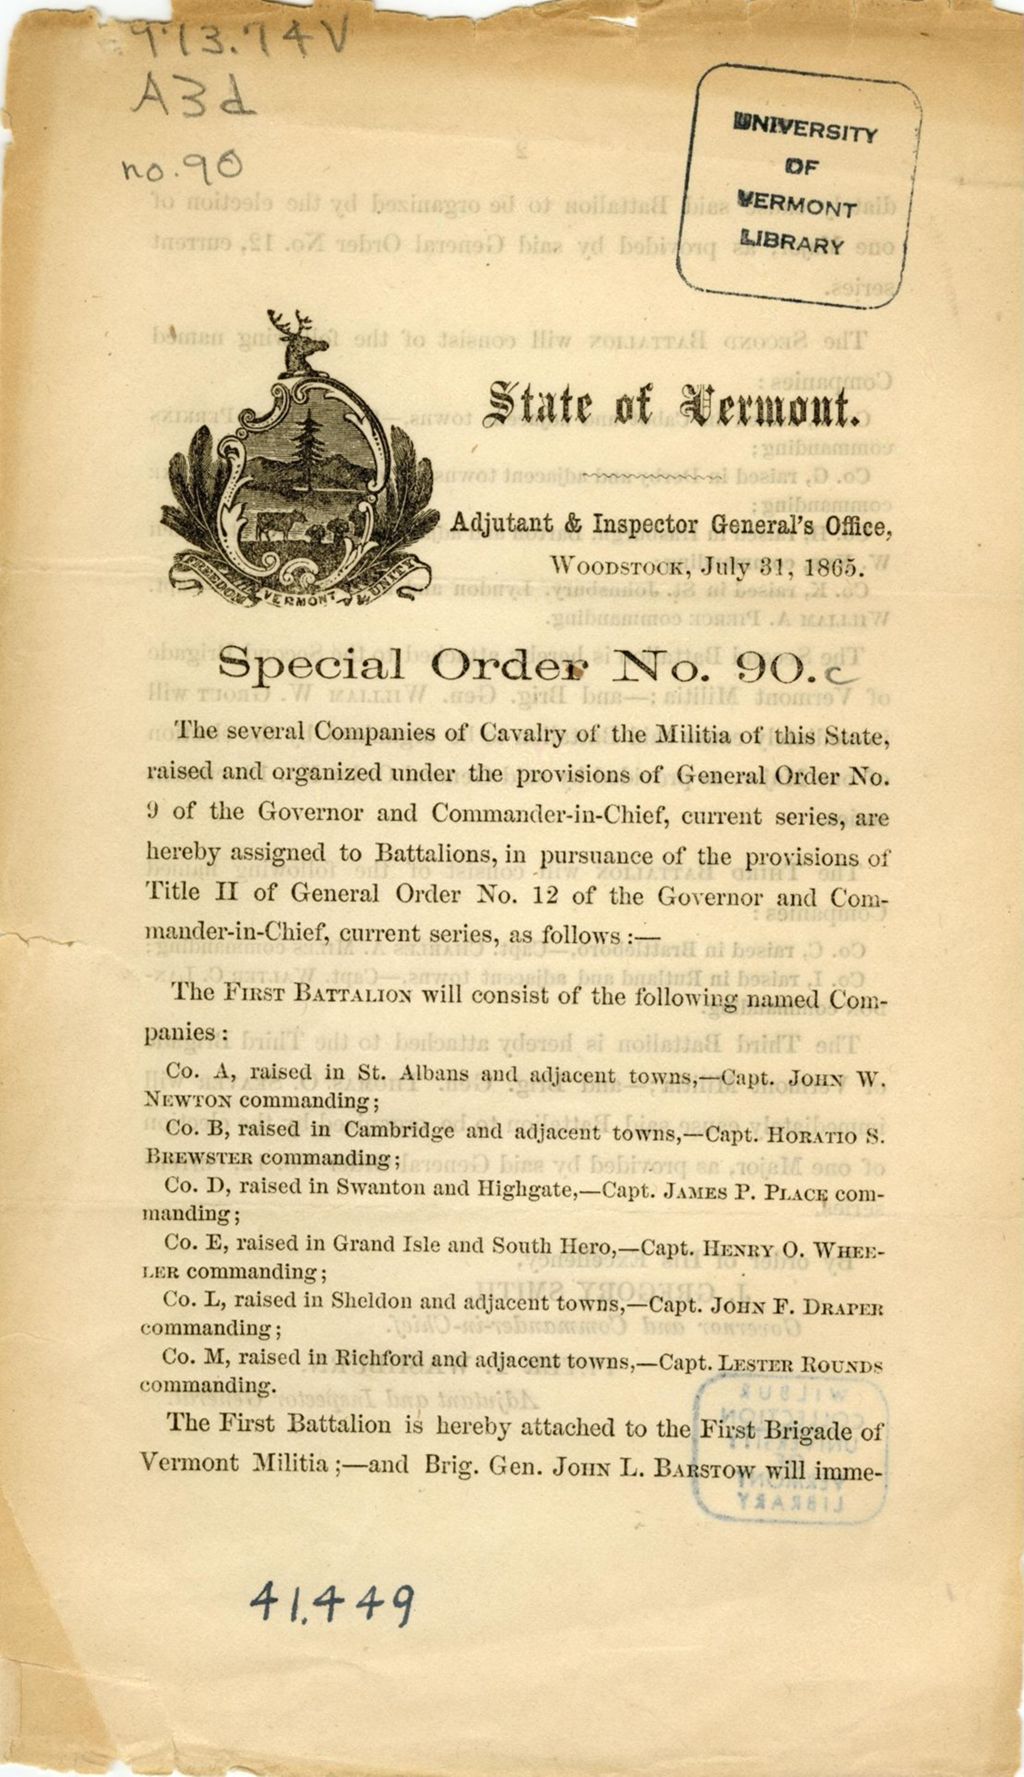 973.74V
A3d
no.90
UNIVERSITY
OF
VERMONT
LIBRARY
State of Vermont.
Adjutant & Inspector General's Office,
WOODSTOCK, July 31, 1865.
FREEDOM VERMONT & UNITY
Special Order No. 90. c
The several Companies of Cavalry of the Militia of this State,
raised and organized under the provisions of General Order No.
9 of the Governor and Commander-in-Chief, current series, are
hereby assigned to Battalions, in pursuance of the provisions of
Title II of General Order No. 12 of the Governor and Com-
mander-in-Chief, current series, as follows :—
The FIRST BATTALION will consist of the following named Com-
panies :
Co. A, raised in St. Albans and adjacent towns,—Capt. JOHN W.
NEWTON commanding;
Co. B, raised in Cambridge and adjacent towns,—Capt. HORATIO S.
BREWSTER commanding;
Co. D, raised in Swanton and Highgate,—Capt. JAMES P. PLACE com-
manding;
Co. E, raised in Grand Isle and South Hero,—Capt. HENRY O. WHEE-
LER commanding;
Co. L, raised in Sheldon and adjacent towns,—Capt. JOHN F. DRAPER
commanding;
Co. M, raised in Richford and adjacent towns,—Capt. LESTER ROUNDS
commanding.
The First Battalion is hereby attached to the First Brigade of
Vermont Militia ;—and Brig. Gen. JOHN L. BARSTOW will imme-
41.449